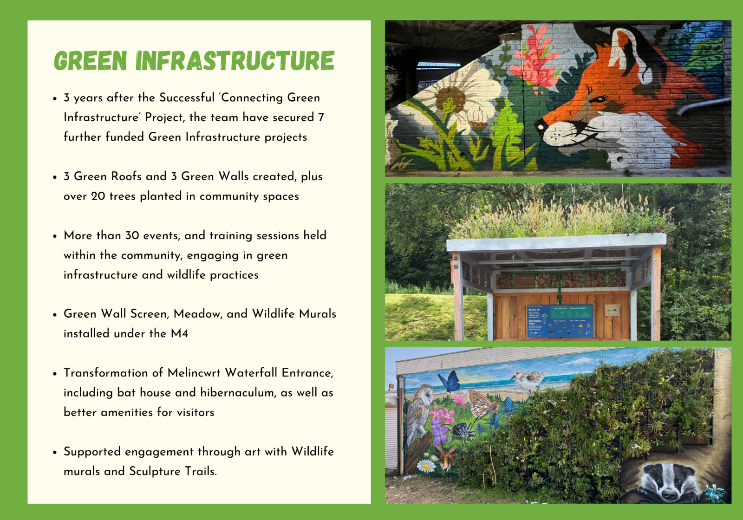 GREEN INFRASTRUCTURE
• 3 years after the Successful ‘Connecting Green
Infrastructure’ Project, the team have secured 7
further funded Green Infrastructure projects
• 3 Green Roofs and 3 Green Walls created, plus
over 20 trees planted in community spaces
• More than 30 events, and training sessions held
within the community, engaging in green
infrastructure and wildlife practices
• Green Wall Screen, Meadow, and Wildlife Murals
installed under the M4
• Transformation of Melincwrt Waterfall Entrance,
including bat house and hibernaculum, as well as
better amenities for visitors
• Supported engagement through art with Wildlife
murals and Sculpture Trails.